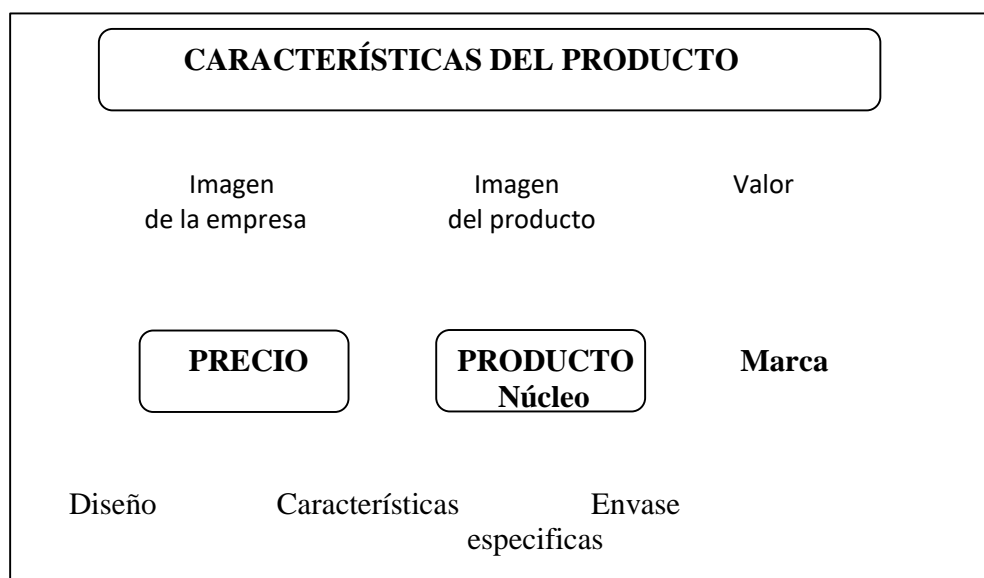 CARACTERÍSTICAS DEL PRODUCTO
Imagen Imagen Valor
de la empresa del producto
PRECIO PRODUCTO Marca
Núcleo
Diseño Características Envase
especificas